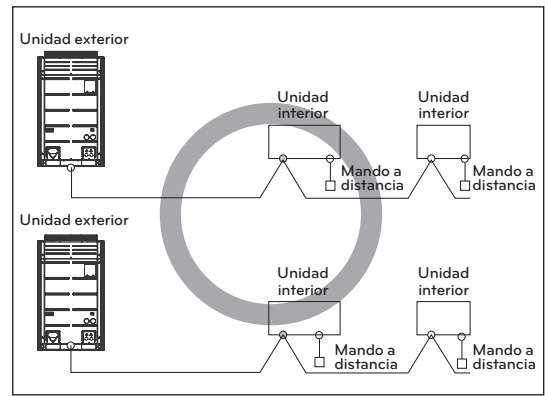 Unidad exterior
Unidad
interior
Unidad
interior
Mando a
distancia
Mando a
distancia
Unidad exterior
Unidad
interior
Unidad
interior
Mando a
distancia
Mando a
distancia